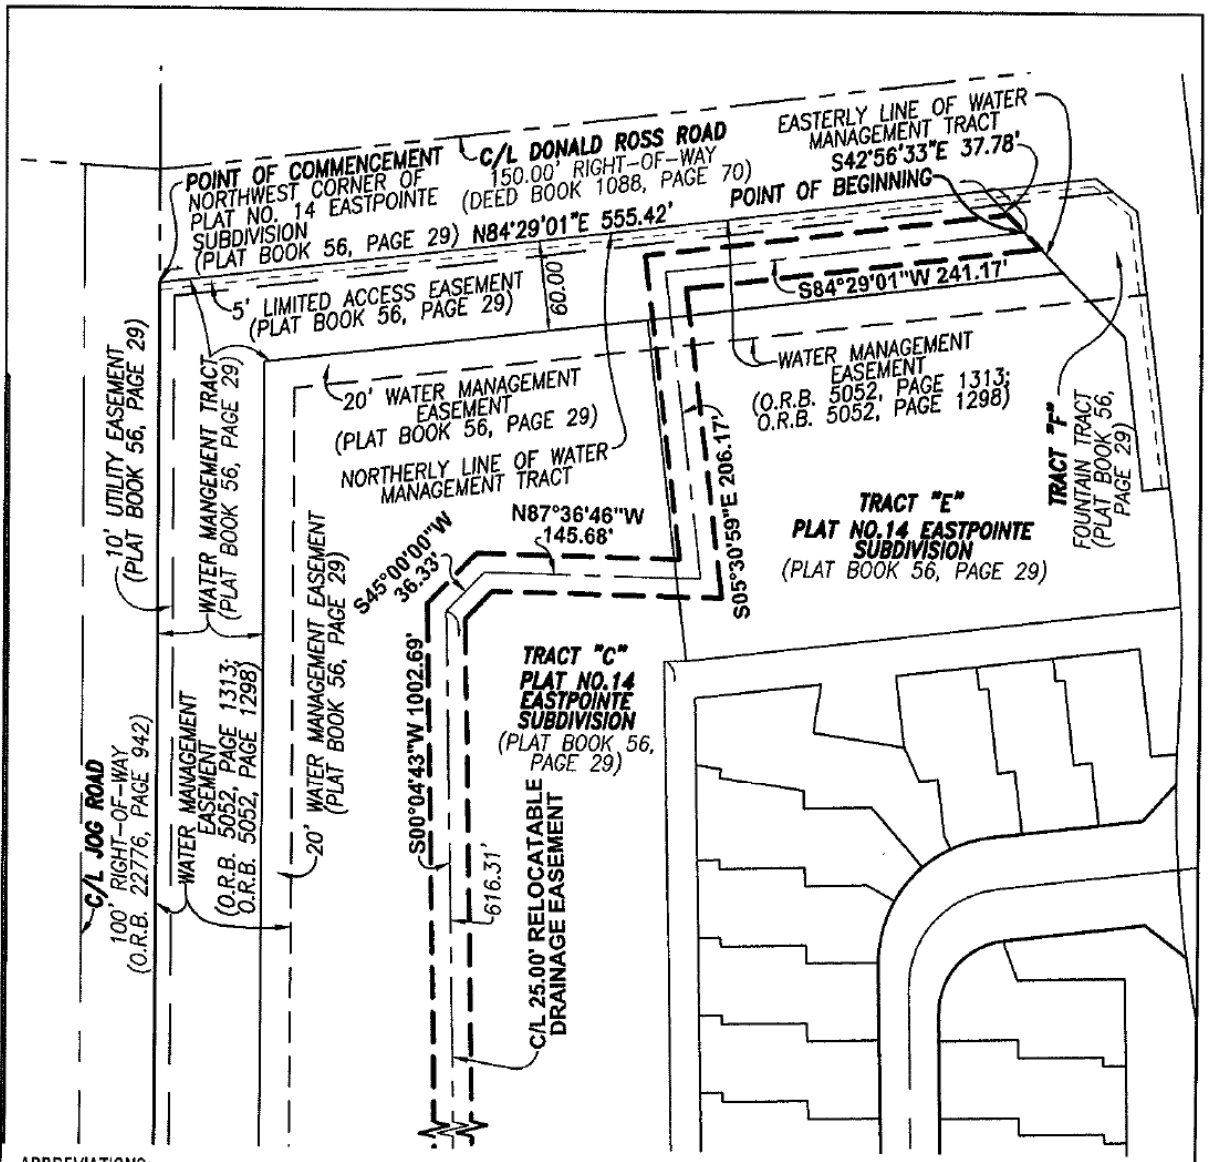 EASTERLY LINE OF WATER
MANAGEMENT TRACT
S42°56'33"E 37.78'
POINT OF BEGINNING
C/L DONALD ROSS ROAD
150.00' RIGHT-OF-WAY
(DEED BOOK 1088, PAGE 70)
POINT OF COMMENCEMENT
NORTHWEST CORNER OF
PLAT NO. 14 EASTPOINTE
SUBDIVISION
(PLAT BOOK 56, PAGE 29)
N84°29'01"E 555.42'
5' LIMITED ACCESS EASEMENT
(PLAT BOOK 56, PAGE 29)
60.00
S84°29'01"W 241.17'
10' UTILITY EASEMENT
(PLAT BOOK 56, PAGE 29)
WATER MANGEMENT TRACT
(PLAT BOOK 56, PAGE 29)
20' WATER MANAGEMENT
EASEMENT
(PLAT BOOK 56, PAGE 29)
NORTHERLY LINE OF WATER
MANAGEMENT TRACT
WATER MANAGEMENT
EASEMENT
(O.R.B. 5052, PAGE 1313;
O.R.B. 5052, PAGE 1298)
S05°30'59"E 206.17'
TRACT "F"
FOUNTAIN TRACT
(PLAT BOOK 56,
PAGE 29)
TRACT "E"
PLAT NO.14 EASTPOINTE
SUBDIVISION
(PLAT BOOK 56, PAGE 29)
N87°36'46"W
145.68'
S45°00'00"W
36.33'
20' WATER MANAGEMENT EASEMENT
(PLAT BOOK 56, PAGE 29)
S00°04'43"W 1002.69'
TRACT "C"
PLAT NO.14
EASTPOINTE
SUBDIVISION
(PLAT BOOK 56,
PAGE 29)
C/L JOG ROAD
100' RIGHT-OF-WAY
(O.R.B. 22776, PAGE 942)
WATER MANAGEMENT
EASEMENT
(O.R.B. 5052, PAGE 1313;
O.R.B. 5052, PAGE 1298)
616.31'
C/L 25.00' RELOCATABLE
DRAINAGE EASEMENT
ABBREVIATIONS: